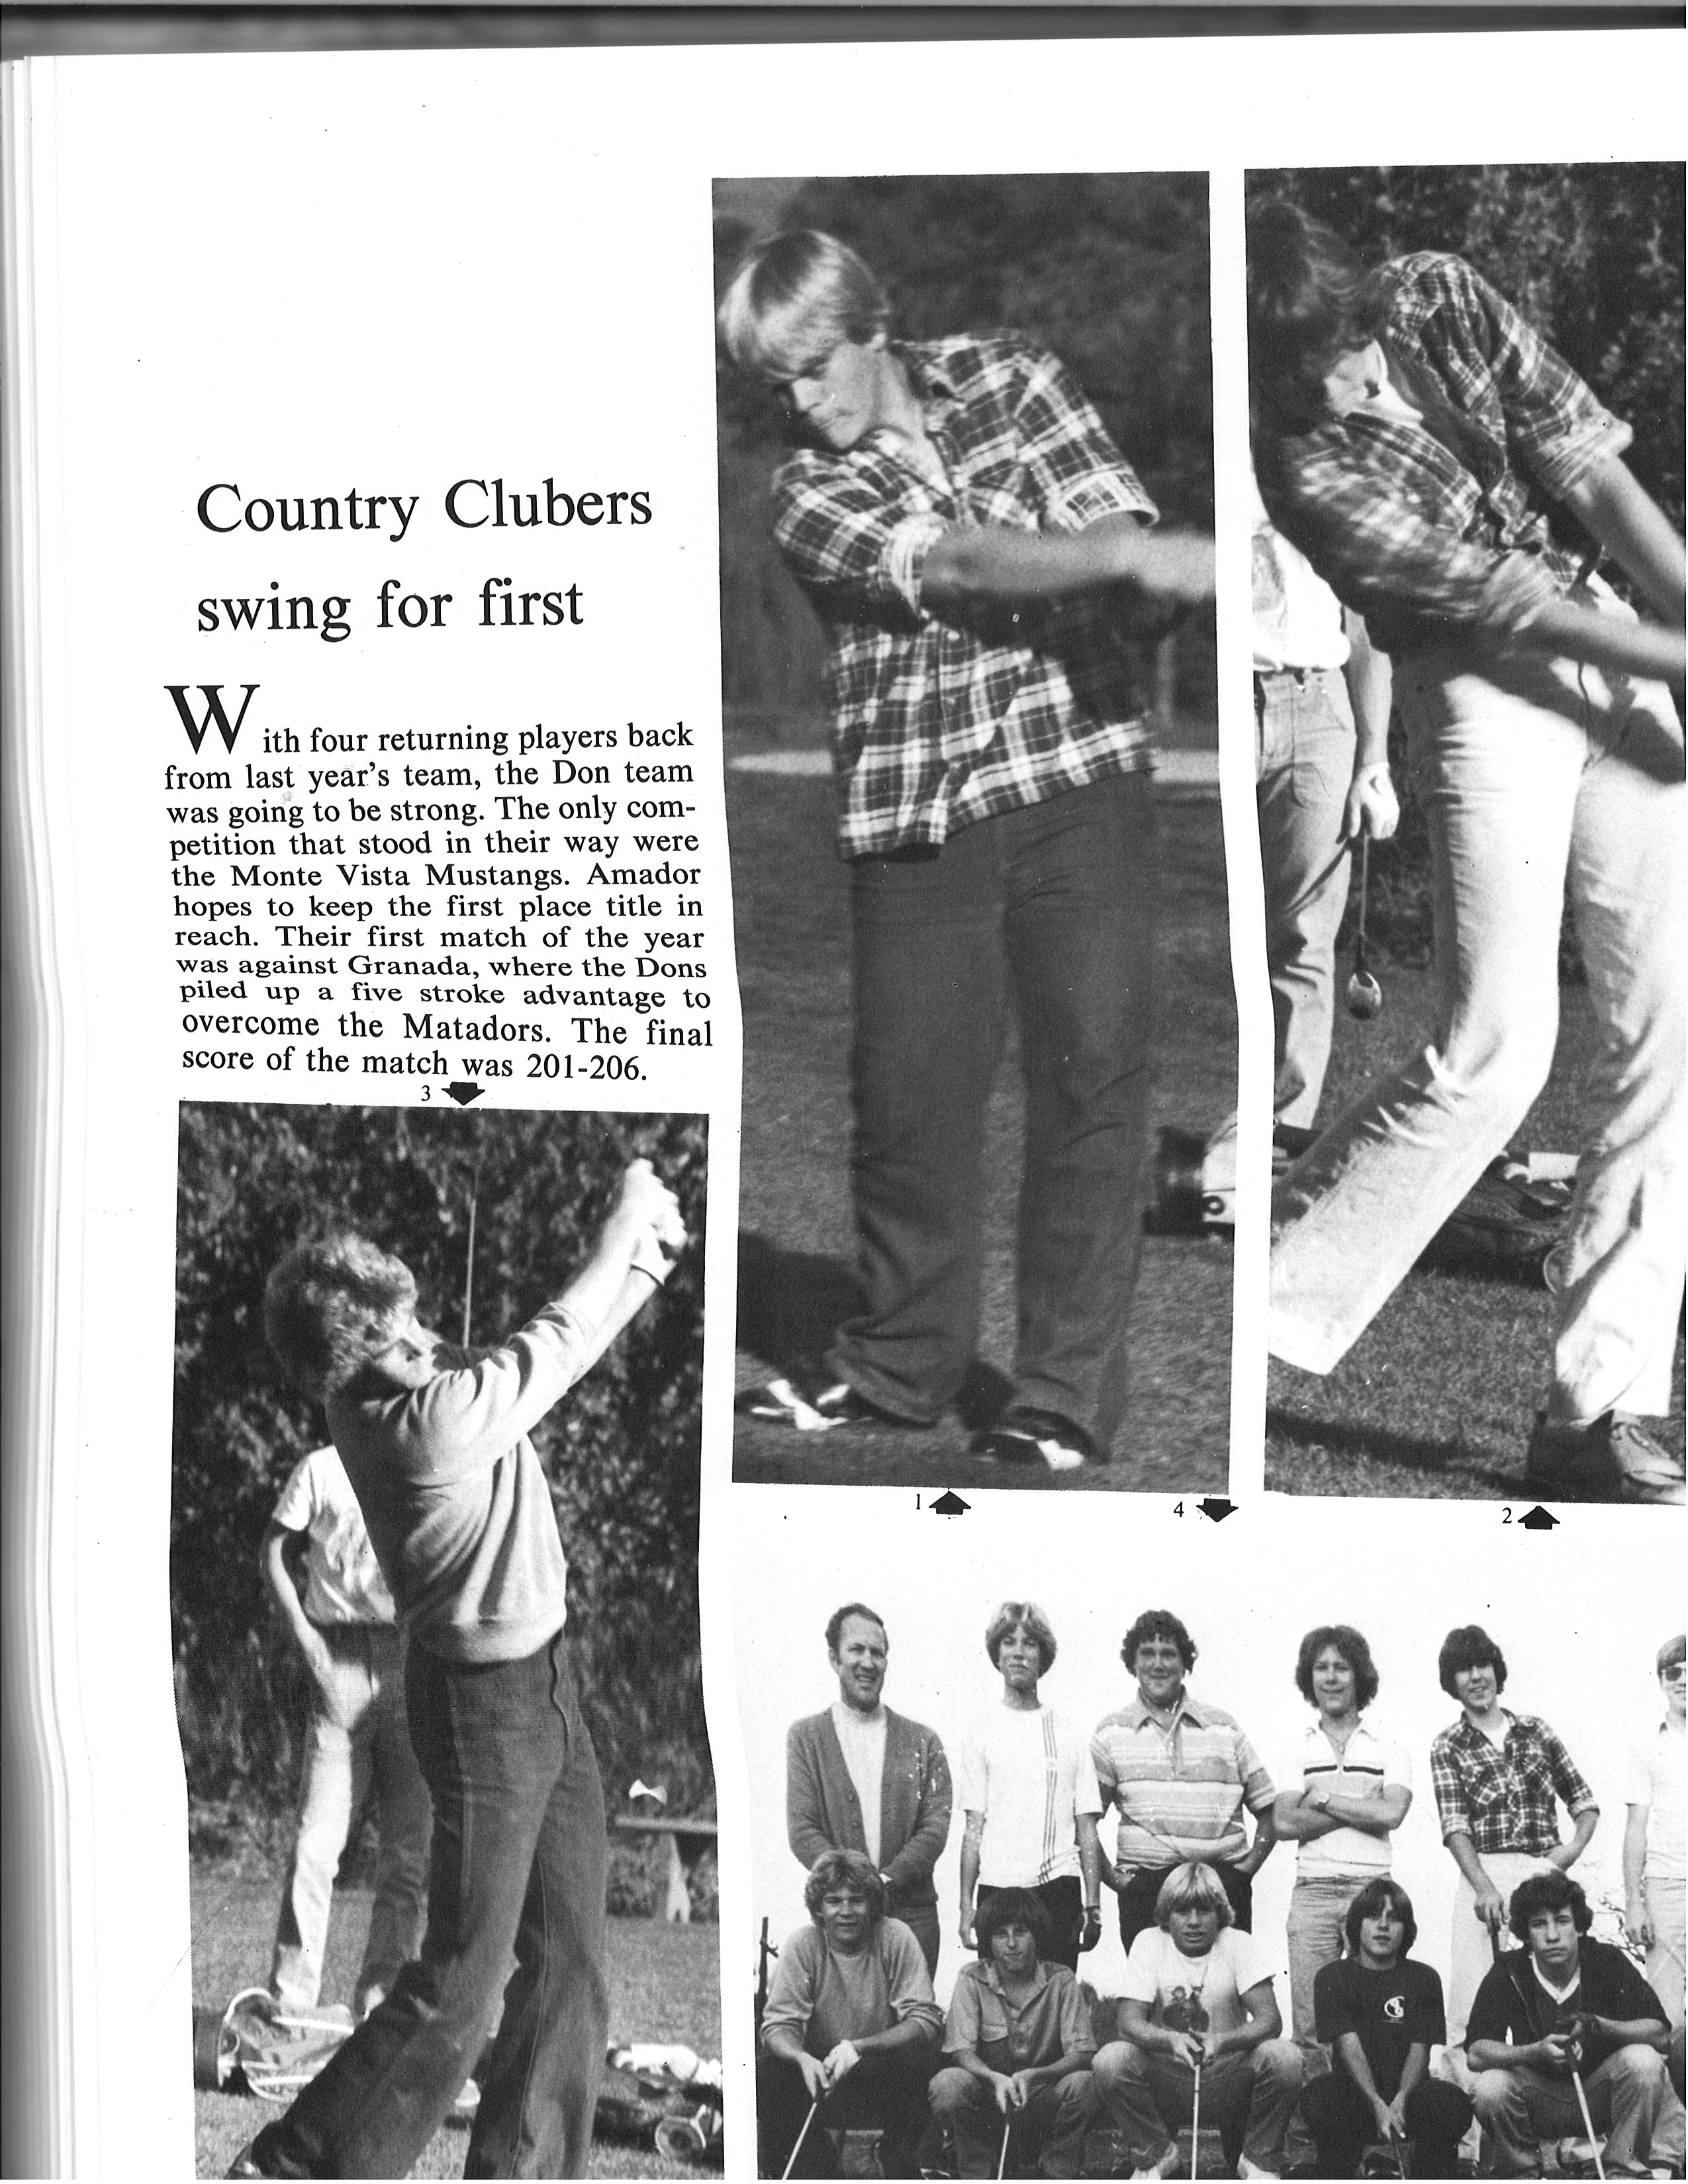 Country Clubers
swing for first
With four returning players back
from last year's team, the Don team
was going to be strong. The only com-
petition that stood in their way were
the Monte Vista Mustangs. Amador
hopes to keep the first place title in
reach. Their first match of the year
was against Granada, where the Dons
piled up a five stroke advantage to
overcome the Matadors. The final
score of the match was 201-206.
3
1
4
2